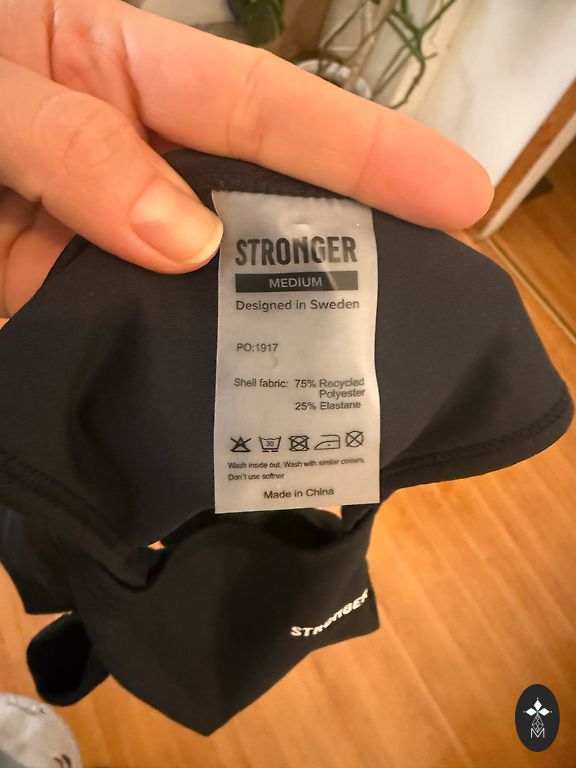 STRONGER
MEDIUM
Designed in Sweden
PO:1917
Shell fabric: 75% Recycled
Polyester
25% Elastane
30
Wash inside out. Wash with similar colours.
Don't use softner
Made in China
STRONGER
M